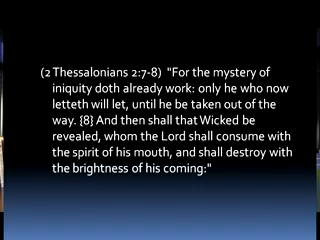 (2 Thessalonians 2:7-8)  "For the mystery of
iniquity doth already work: only he who now
letteth will let, until he be taken out of the
way. {8} And then shall that Wicked be
revealed, whom the Lord shall consume with
the spirit of his mouth, and shall destroy with
the brightness of his coming:"